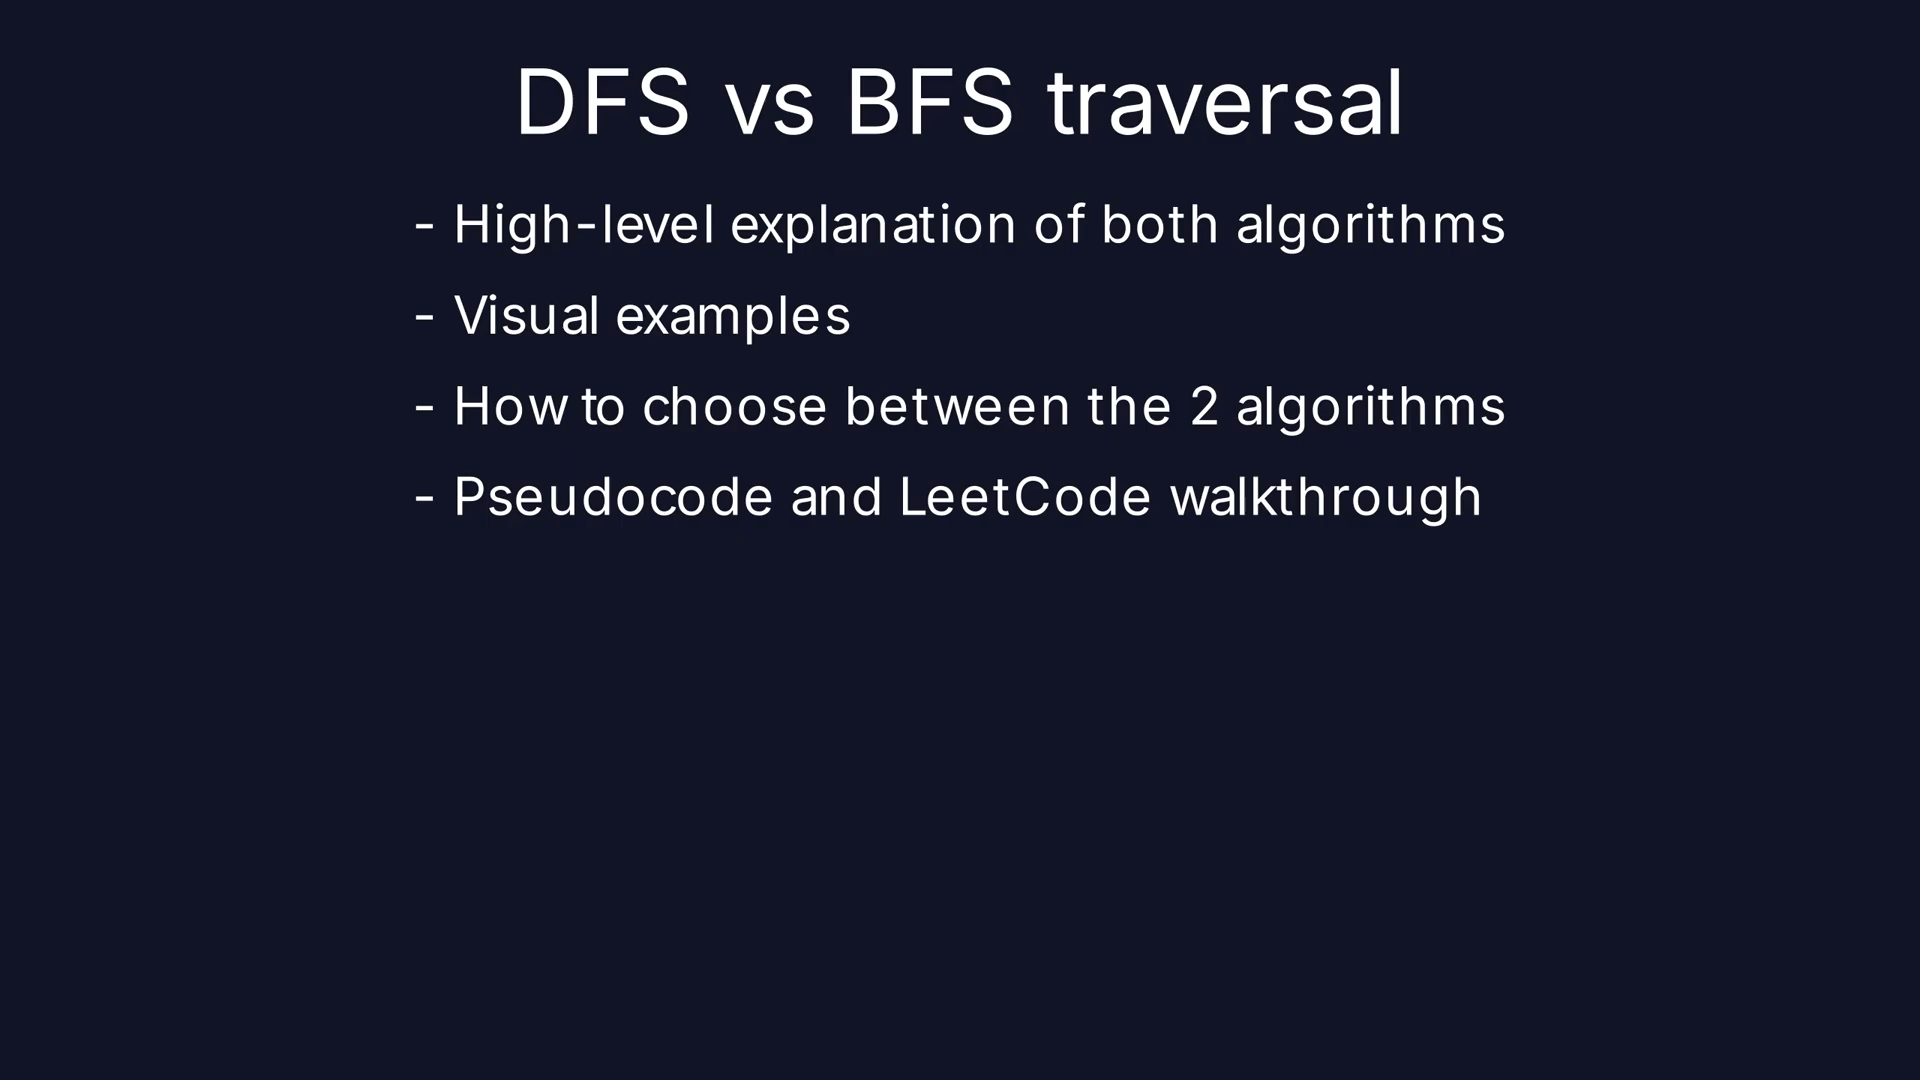 DFS vs BFS traversal
- High-level explanation of both algorithms
- Visual examples
- How to choose between the 2 algorithms
- Pseudocode and LeetCode walkthrough